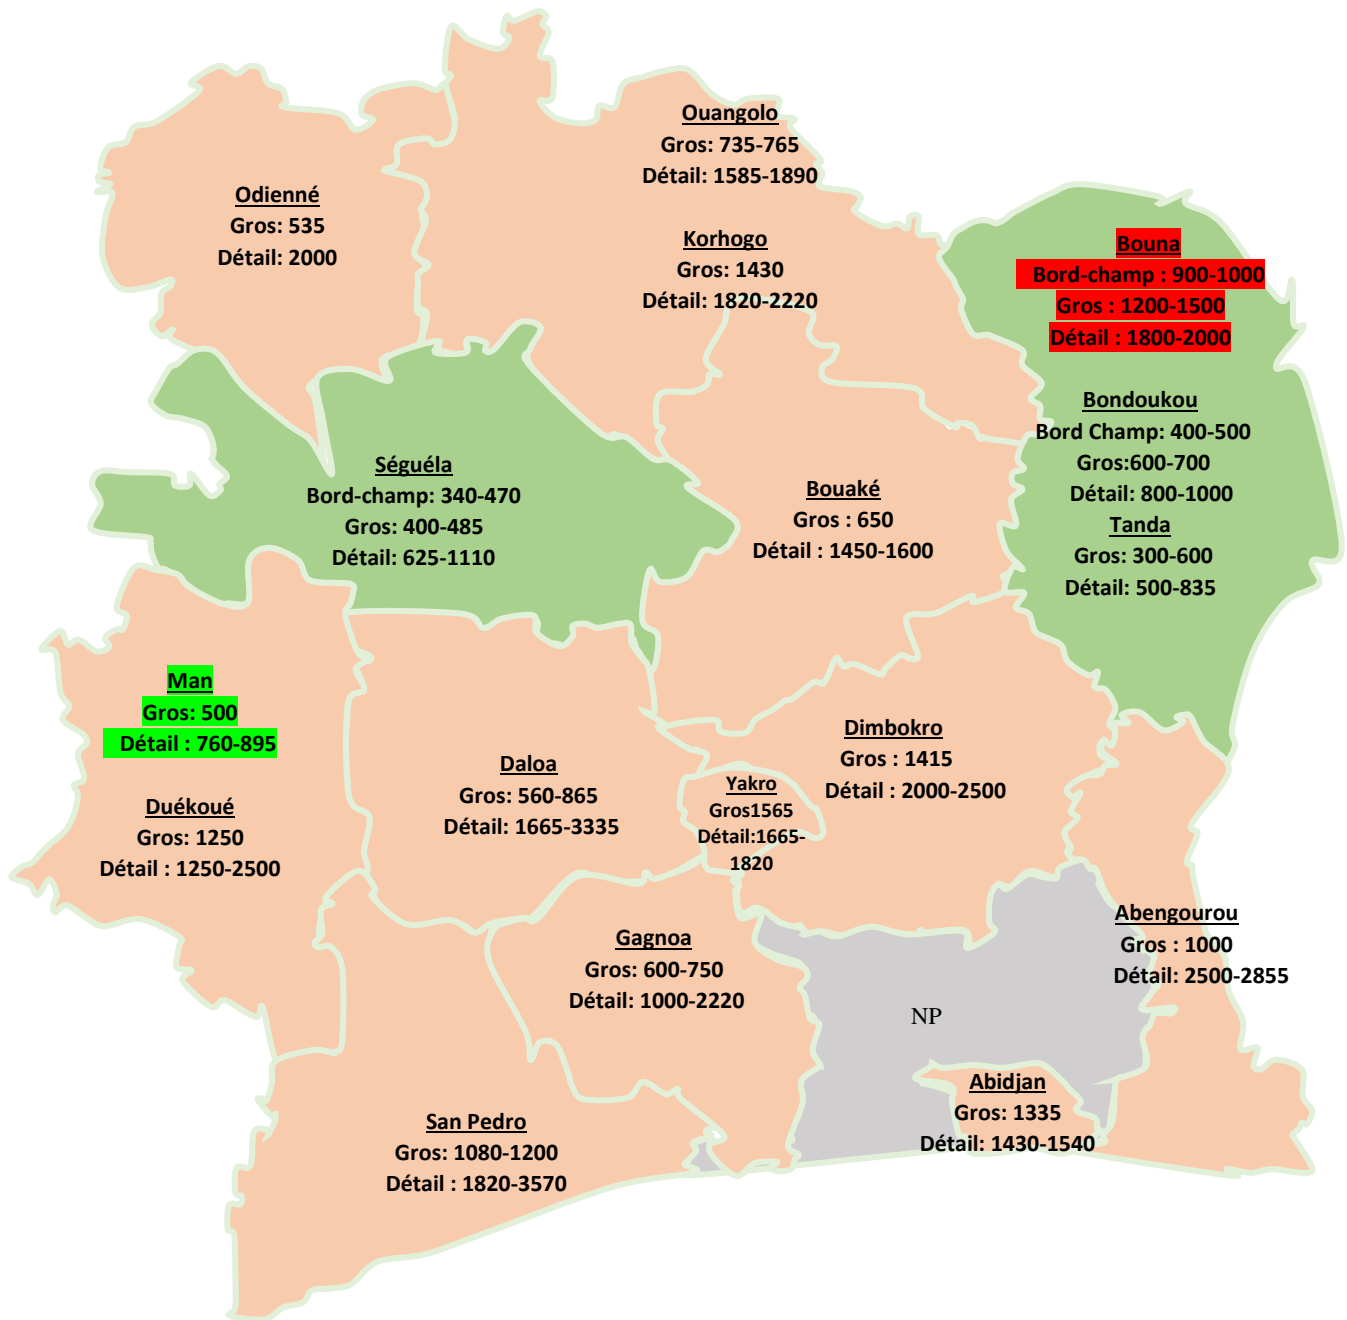 Ouangolo
Gros: 735-765
Détail: 1585-1890
Odienné
Gros: 535
Détail: 2000
Korhogo
Gros: 1430
Détail: 1820-2220
Bouna
Bord-champ : 900-1000
Gros : 1200-1500
Détail : 1800-2000
Bondoukou
Bord Champ: 400-500
Gros:600-700
Détail: 800-1000
Tanda
Gros: 300-600
Détail: 500-835
Séguéla
Bord-champ: 340-470
Gros: 400-485
Détail: 625-1110
Bouaké
Gros : 650
Détail : 1450-1600
Man
Gros: 500
Détail : 760-895
Duékoué
Gros: 1250
Détail : 1250-2500
Daloa
Gros: 560-865
Détail: 1665-3335
Yakro
Gros1565
Détail:1665-
1820
Dimbokro
Gros : 1415
Détail : 2000-2500
Gagnoa
Gros: 600-750
Détail: 1000-2220
Abengourou
Gros : 1000
Détail: 2500-2855
NP
Abidjan
Gros: 1335
Détail: 1430-1540
San Pedro
Gros: 1080-1200
Détail : 1820-3570